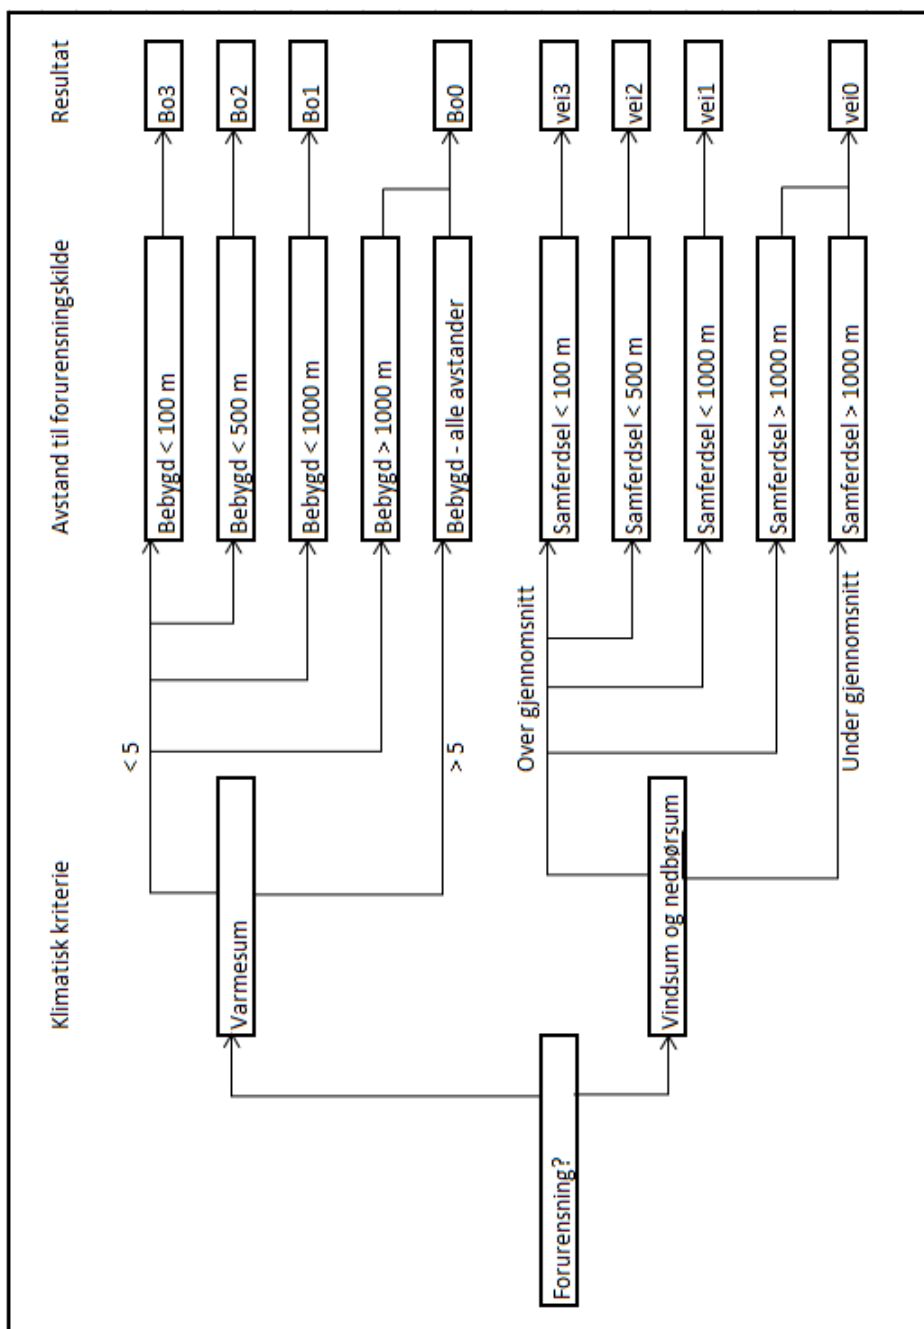 Klimatisk kriterie
Avstand til forurensningskilde
Resultat
Forurensning?
Varmesum
< 5
> 5
Bebygd < 100 m
Bo3
Bebygd < 500 m
Bo2
Bebygd < 1000 m
Bo1
Bebygd > 1000 m
Bebygd - alle avstander
Bo0
Vindsum og nedbørsum
Over gjennomsnitt
Under gjennomsnitt
Samferdsel < 100 m
vei3
Samferdsel < 500 m
vei2
Samferdsel < 1000 m
vei1
Samferdsel > 1000 m
Samferdsel > 1000 m
vei0